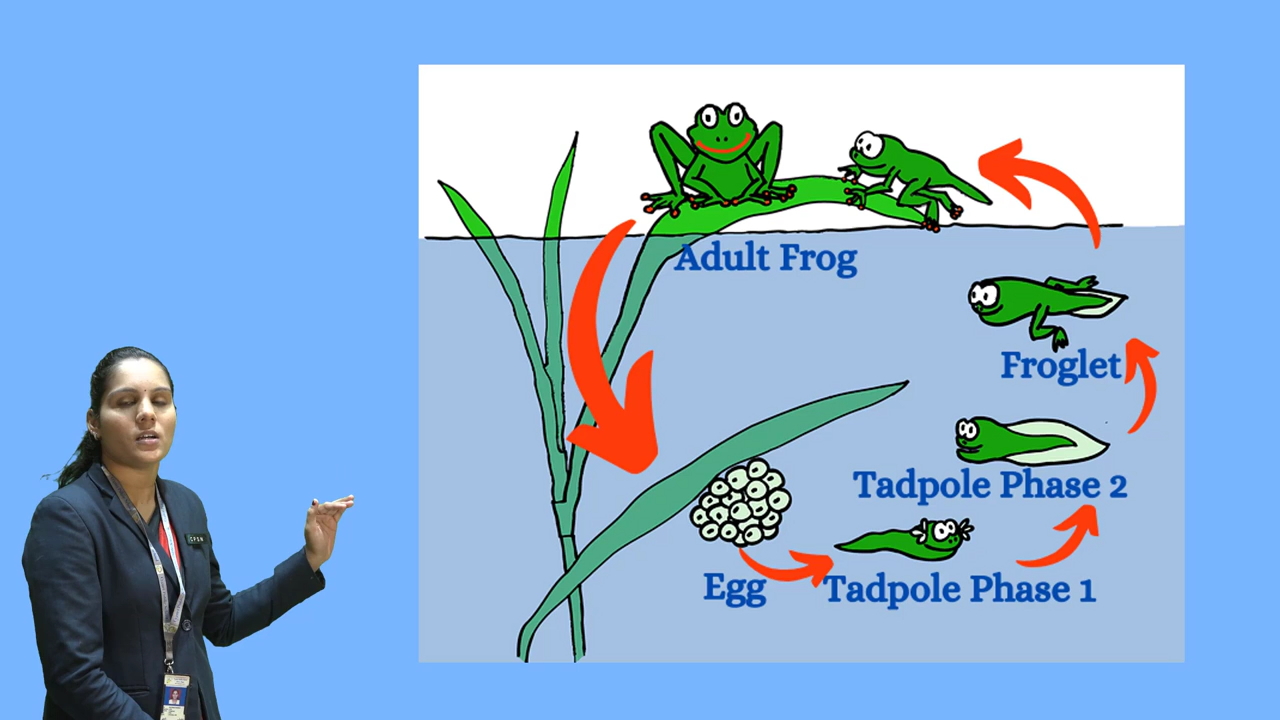 Adult Frog
Froglet
Tadpole Phase 2
Egg
Tadpole Phase 1